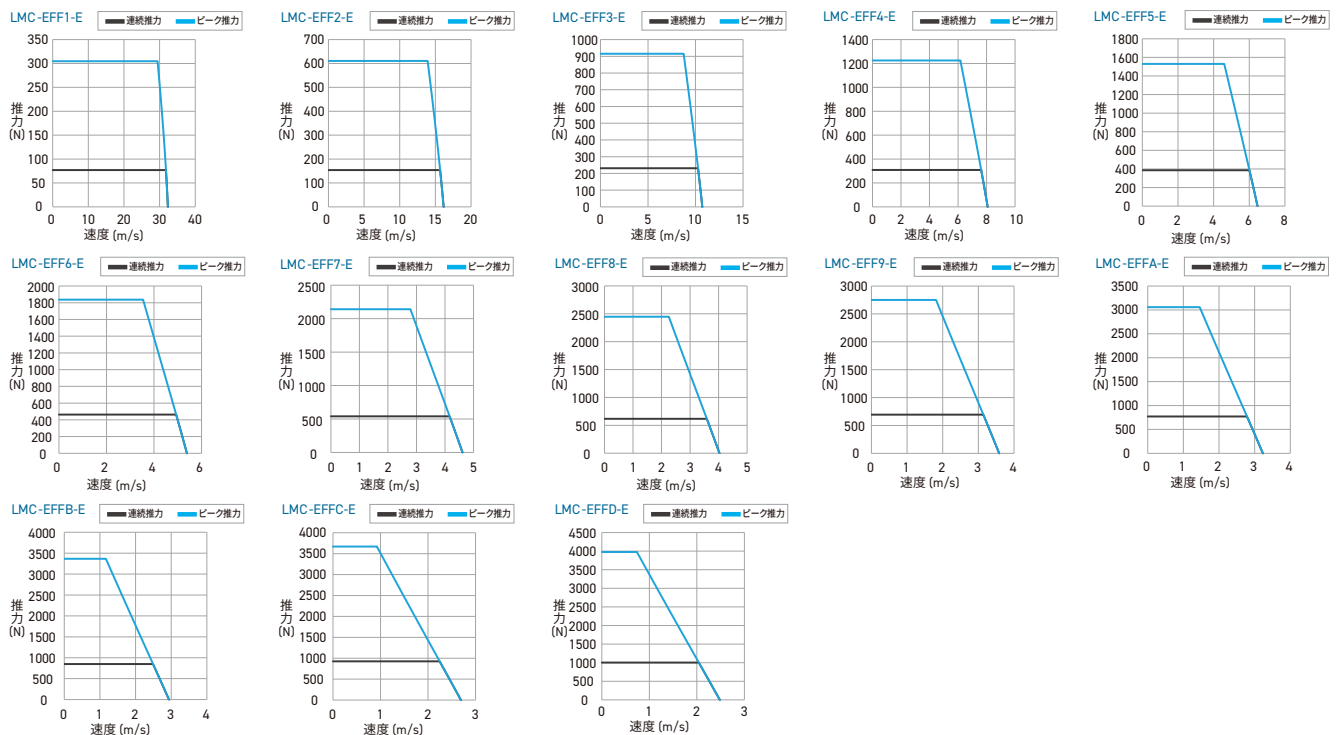 LMC-EFF1-E 連続推力 ピーク推力
350
300
250
200
150
100
50
0
推力(N)
0 10 20 30 40
速度 (m/s)
LMC-EFF2-E 連続推力 ピーク推力
700
600
500
400
300
200
100
0
推力(N)
0 5 10 15 20
速度 (m/s)
LMC-EFF3-E 連続推力 ピーク推力
1000
900
800
700
600
500
400
300
200
100
0
推力(N)
0 5 10 15
速度 (m/s)
LMC-EFF4-E 連続推力 ピーク推力
1400
1200
1000
800
600
400
200
0
推力(N)
0 2 4 6 8 10
速度 (m/s)
LMC-EFF5-E 連続推力 ピーク推力
1800
1600
1400
1200
1000
800
600
400
200
0
推力(N)
0 2 4 6 8
速度 (m/s)
LMC-EFF6-E 連続推力 ピーク推力
2000
1800
1600
1400
1200
1000
800
600
400
200
0
推力(N)
0 2 4 6
速度 (m/s)
LMC-EFF7-E 連続推力 ピーク推力
2500
2000
1500
1000
500
0
推力(N)
0 1 2 3 4 5
速度 (m/s)
LMC-EFF8-E 連続推力 ピーク推力
3000
2500
2000
1500
1000
500
0
推力(N)
0 1 2 3 4 5
速度 (m/s)
LMC-EFF9-E 連続推力 ピーク推力
3000
2500
2000
1500
1000
500
0
推力(N)
0 1 2 3 4
速度 (m/s)
LMC-EFFA-E 連続推力 ピーク推力
3500
3000
3500
2000
1500
1000
500
0
推力(N)
0 1 2 3 4
速度 (m/s)
LMC-EFFB-E 連続推力 ピーク推力
4000
3500
3000
2500
2000
1500
1000
500
0
推力(N)
0 1 2 3 4
速度 (m/s)
LMC-EFFC-E 連続推力 ピーク推力
4000
3500
3000
2500
2000
1500
1000
500
0
推力(N)
0 1 2 3
速度 (m/s)
LMC-EFFD-E 連続推力 ピーク推力
4500
4000
3500
3000
2500
2000
1500
1000
500
0
推力(N)
0 1 2 3
速度 (m/s)